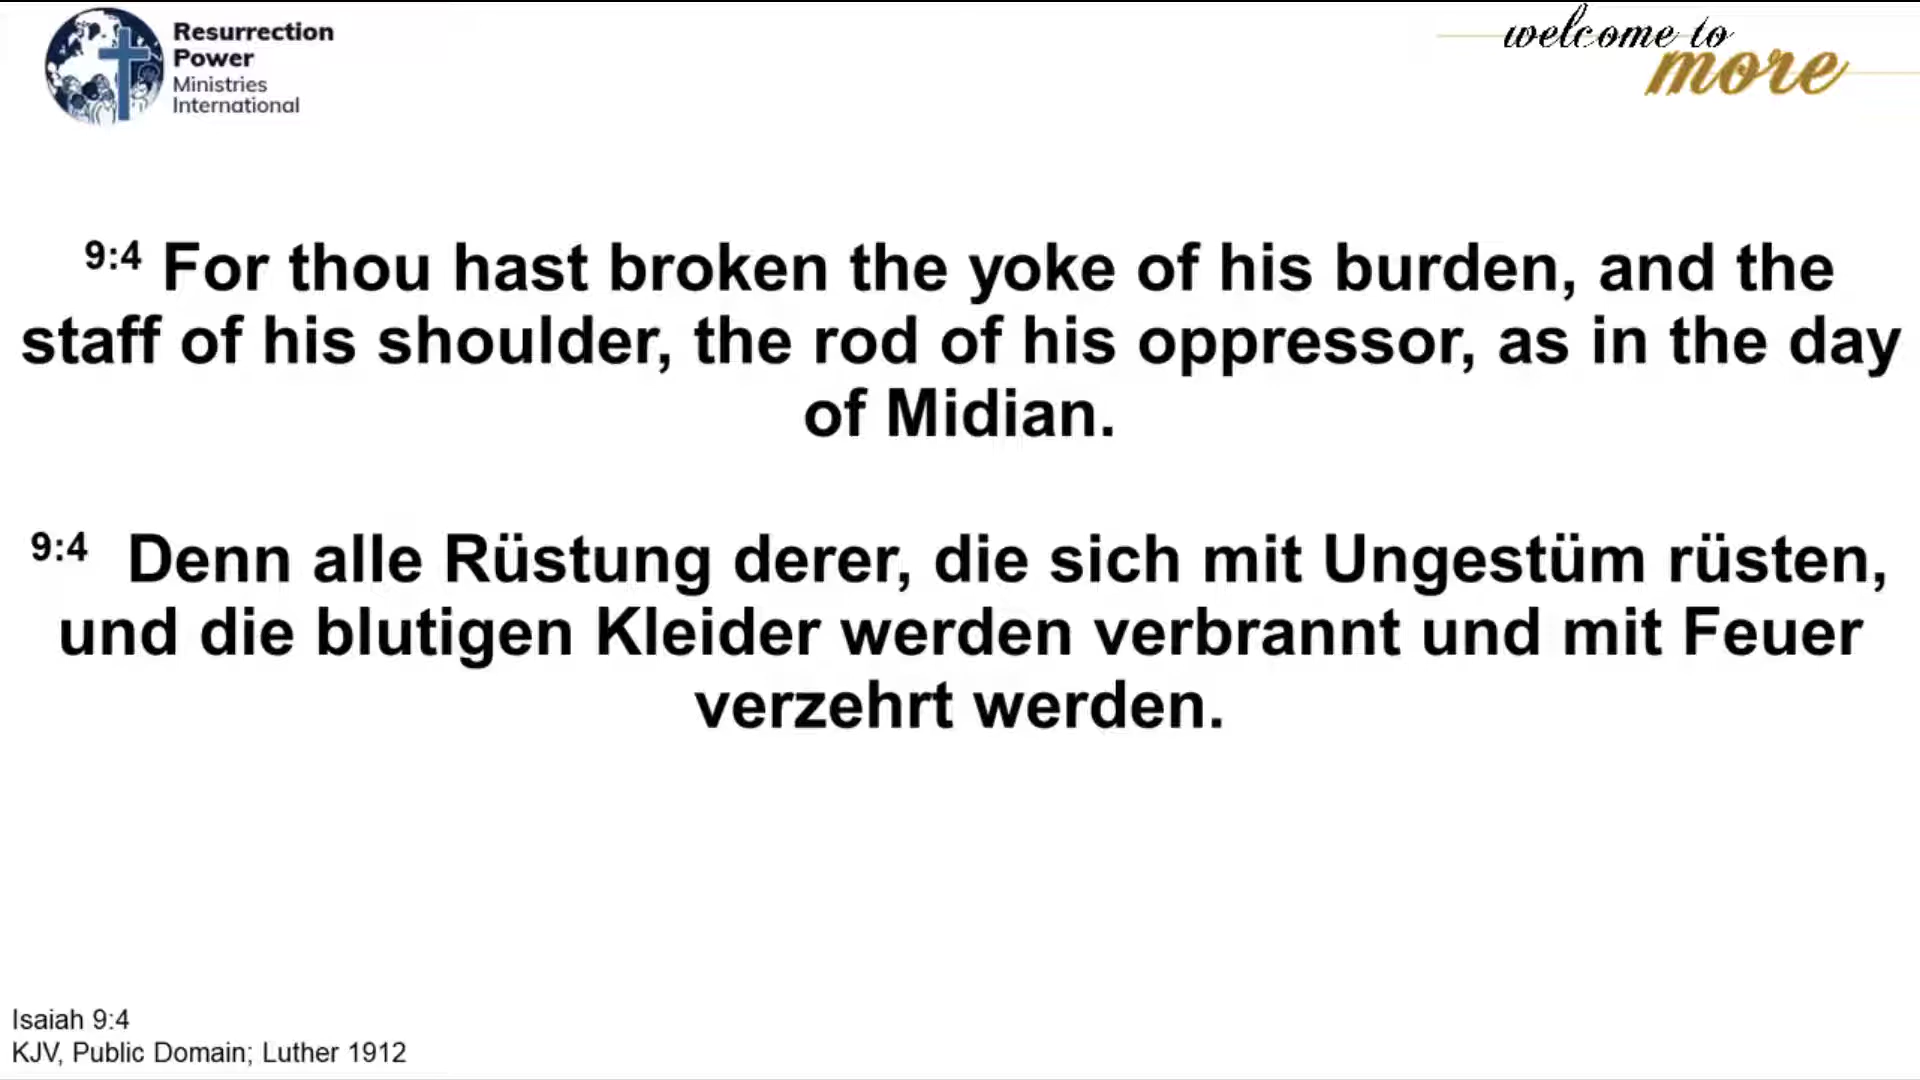 Resurrection
Power
Ministries
International
welcome to
more
9:4 For thou hast broken the yoke of his burden, and the
staff of his shoulder, the rod of his oppressor, as in the day
of Midian.
9:4 Denn alle Rüstung derer, die sich mit Ungestüm rüsten,
und die blutigen Kleider werden verbrannt und mit Feuer
verzehrt werden.
Isaiah 9:4
KJV, Public Domain; Luther 1912